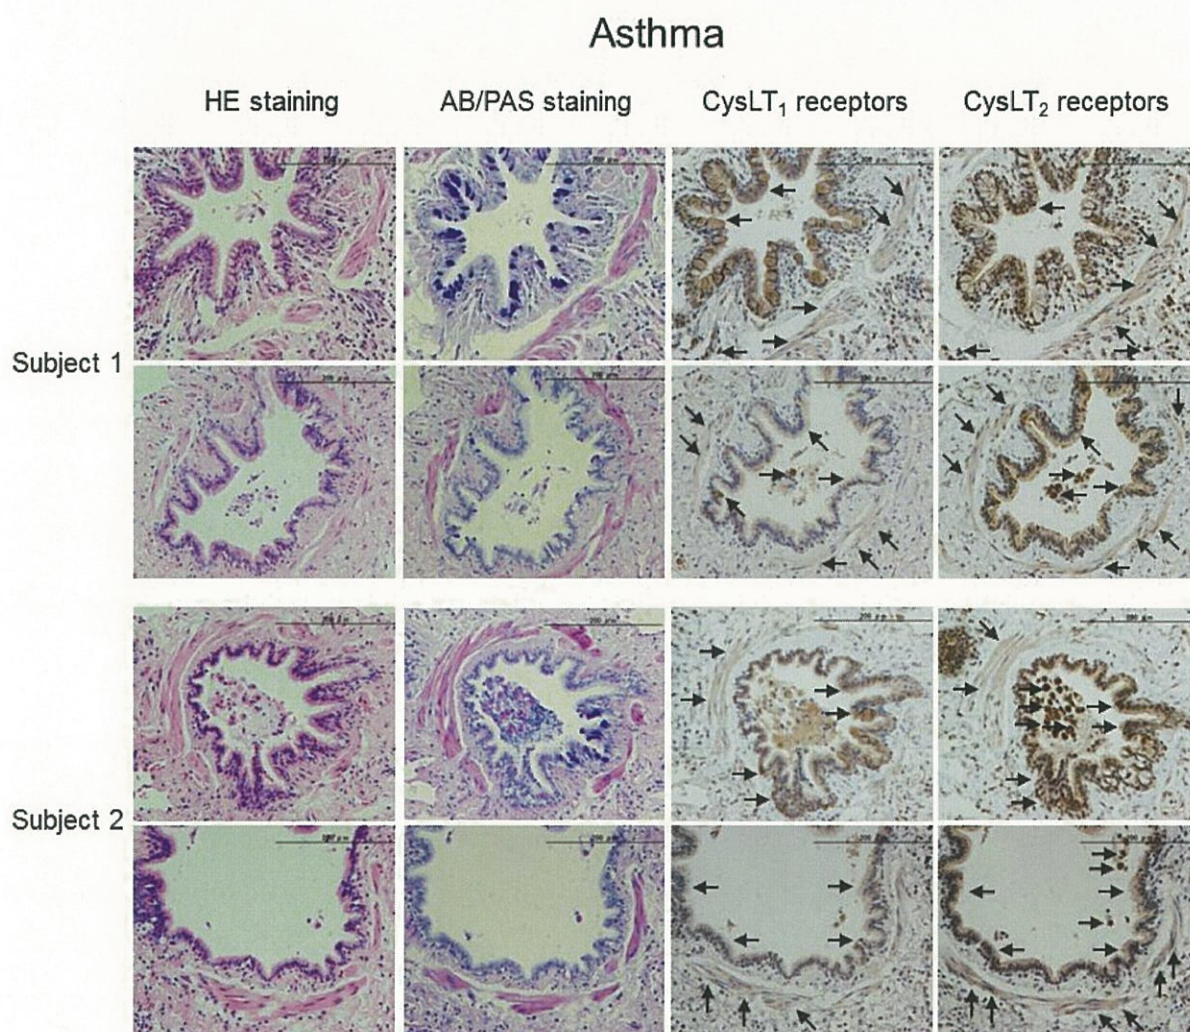 Asthma
HE staining AB/PAS staining CysLT₁ receptors CysLT₂ receptors
Subject 1
Subject 2